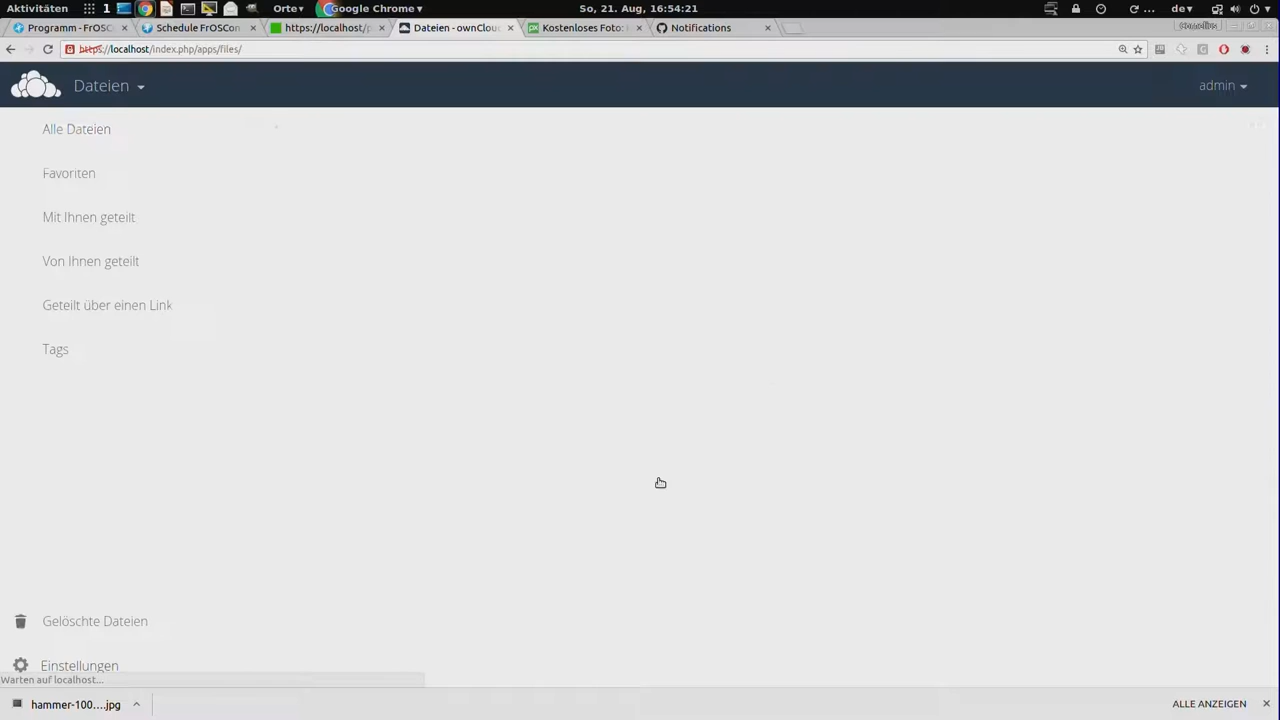 Aktivitäten 1 Orte Google Chrome So, 21. Aug, 16:54:21 de
Programm - FrOSC Schedule FrOSCon https://localhost/ Dateien - ownClou Kostenloses Foto: Notifications Cornelius
https://localhost/index.php/apps/files/
Dateien admin
Alle Dateien
Favoriten
Mit Ihnen geteilt
Von Ihnen geteilt
Geteilt über einen Link
Tags
Gelöschte Dateien
Einstellungen
Warten auf localhost...
hammer-100....jpg ALLE ANZEIGEN